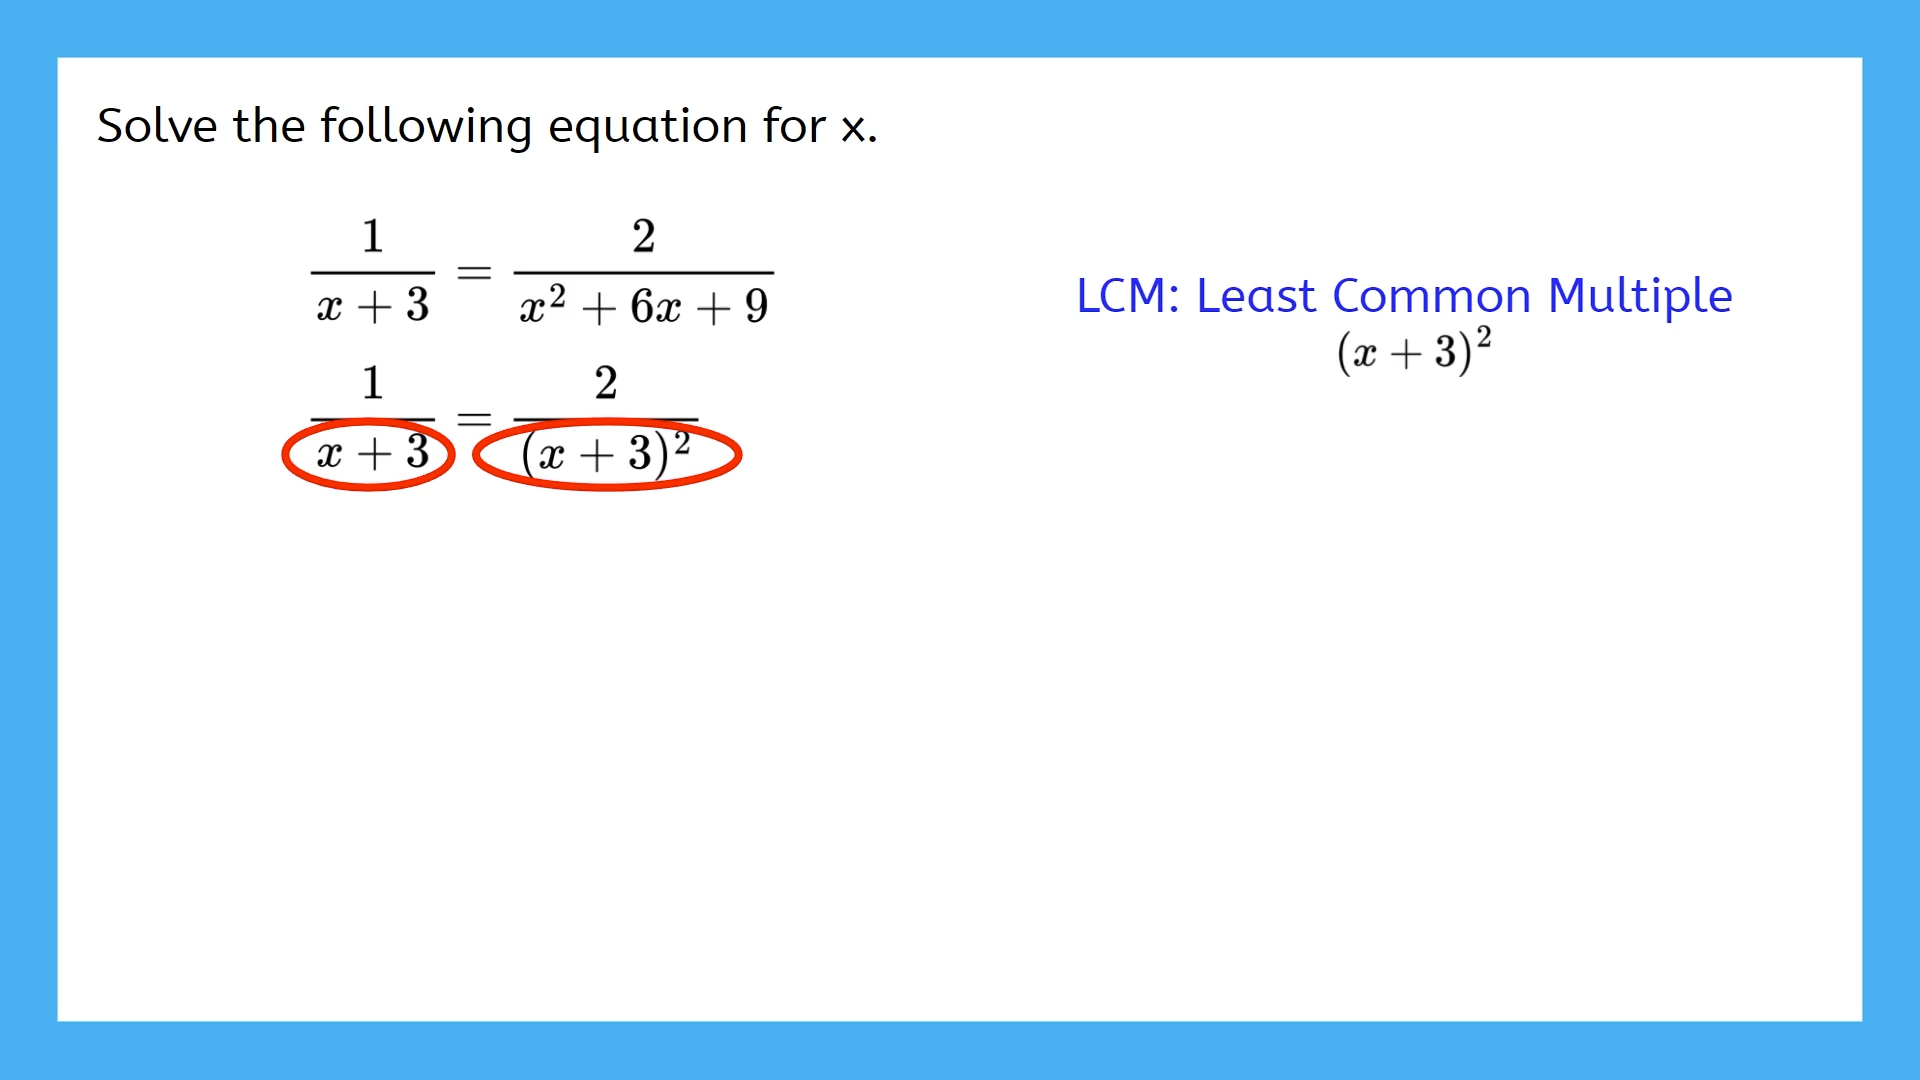 Solve the following equation for x.
1/(x + 3) = 2/(x² + 6x + 9)
LCM: Least Common Multiple
(x + 3)²
1/(x + 3) = 2/(x + 3)²